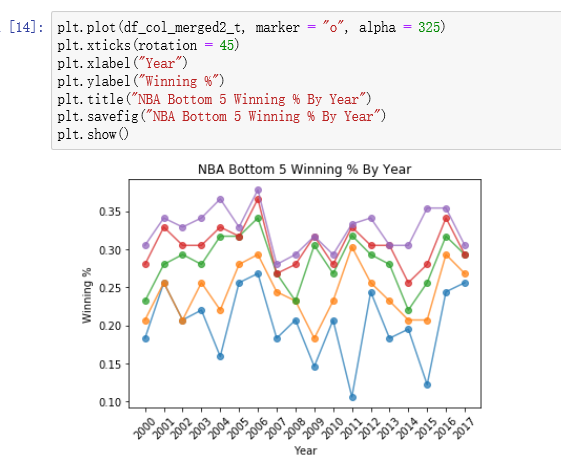 [14]:
plt.plot(df_col_merged2_t, marker = "o", alpha = 325)
plt.xticks(rotation = 45)
plt.xlabel("Year")
plt.ylabel("Winning %")
plt.title("NBA Bottom 5 Winning % By Year")
plt.savefig("NBA Bottom 5 Winning % By Year")
plt.show()
NBA Bottom 5 Winning % By Year
0.35
0.30
0.25
0.20
0.15
0.10
Winning %
2000 2001 2002 2003 2004 2005 2006 2007 2008 2009 2010 2011 2012 2013 2014 2015 2016 2017
Year